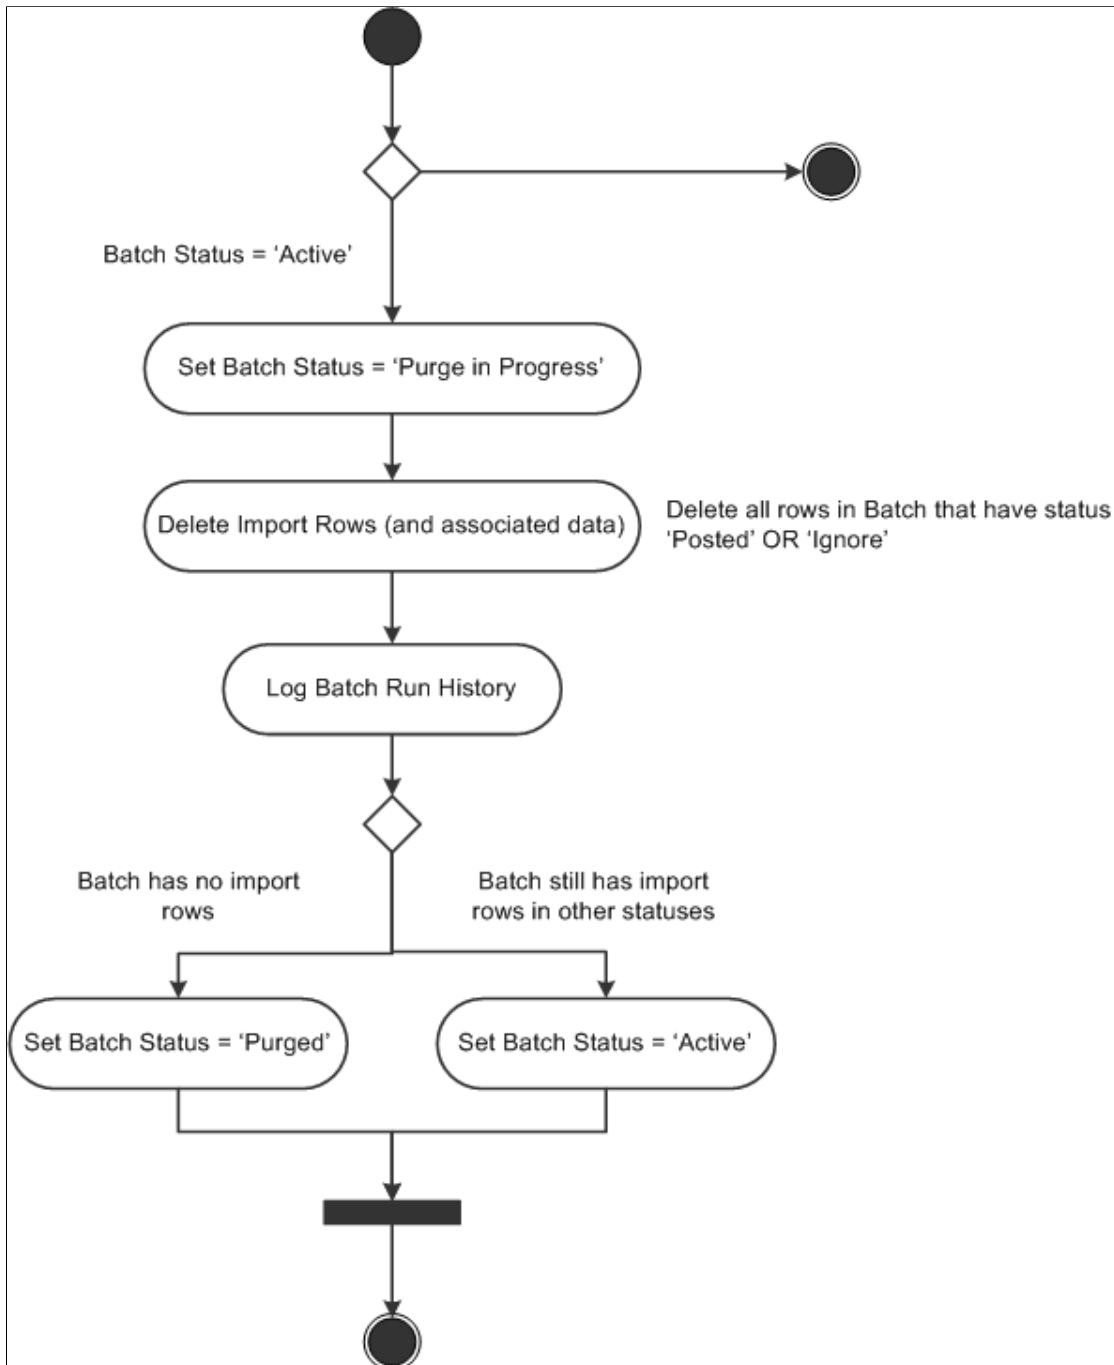 Batch Status = ‘Active’
Set Batch Status = ‘Purge in Progress’
Delete Import Rows (and associated data)
Delete all rows in Batch that have status
‘Posted’ OR ‘Ignore’
Log Batch Run History
Batch has no import
rows
Batch still has import
rows in other statuses
Set Batch Status = ‘Purged’
Set Batch Status = ‘Active’